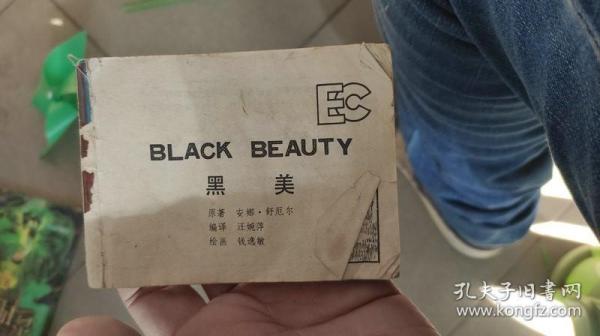 EC
BLACK BEAUTY
黑 美
原著 安娜·舒厄尔
编译 汪婉萍
绘画 钱逸敏
孔夫子旧书网
www.kongfz.com